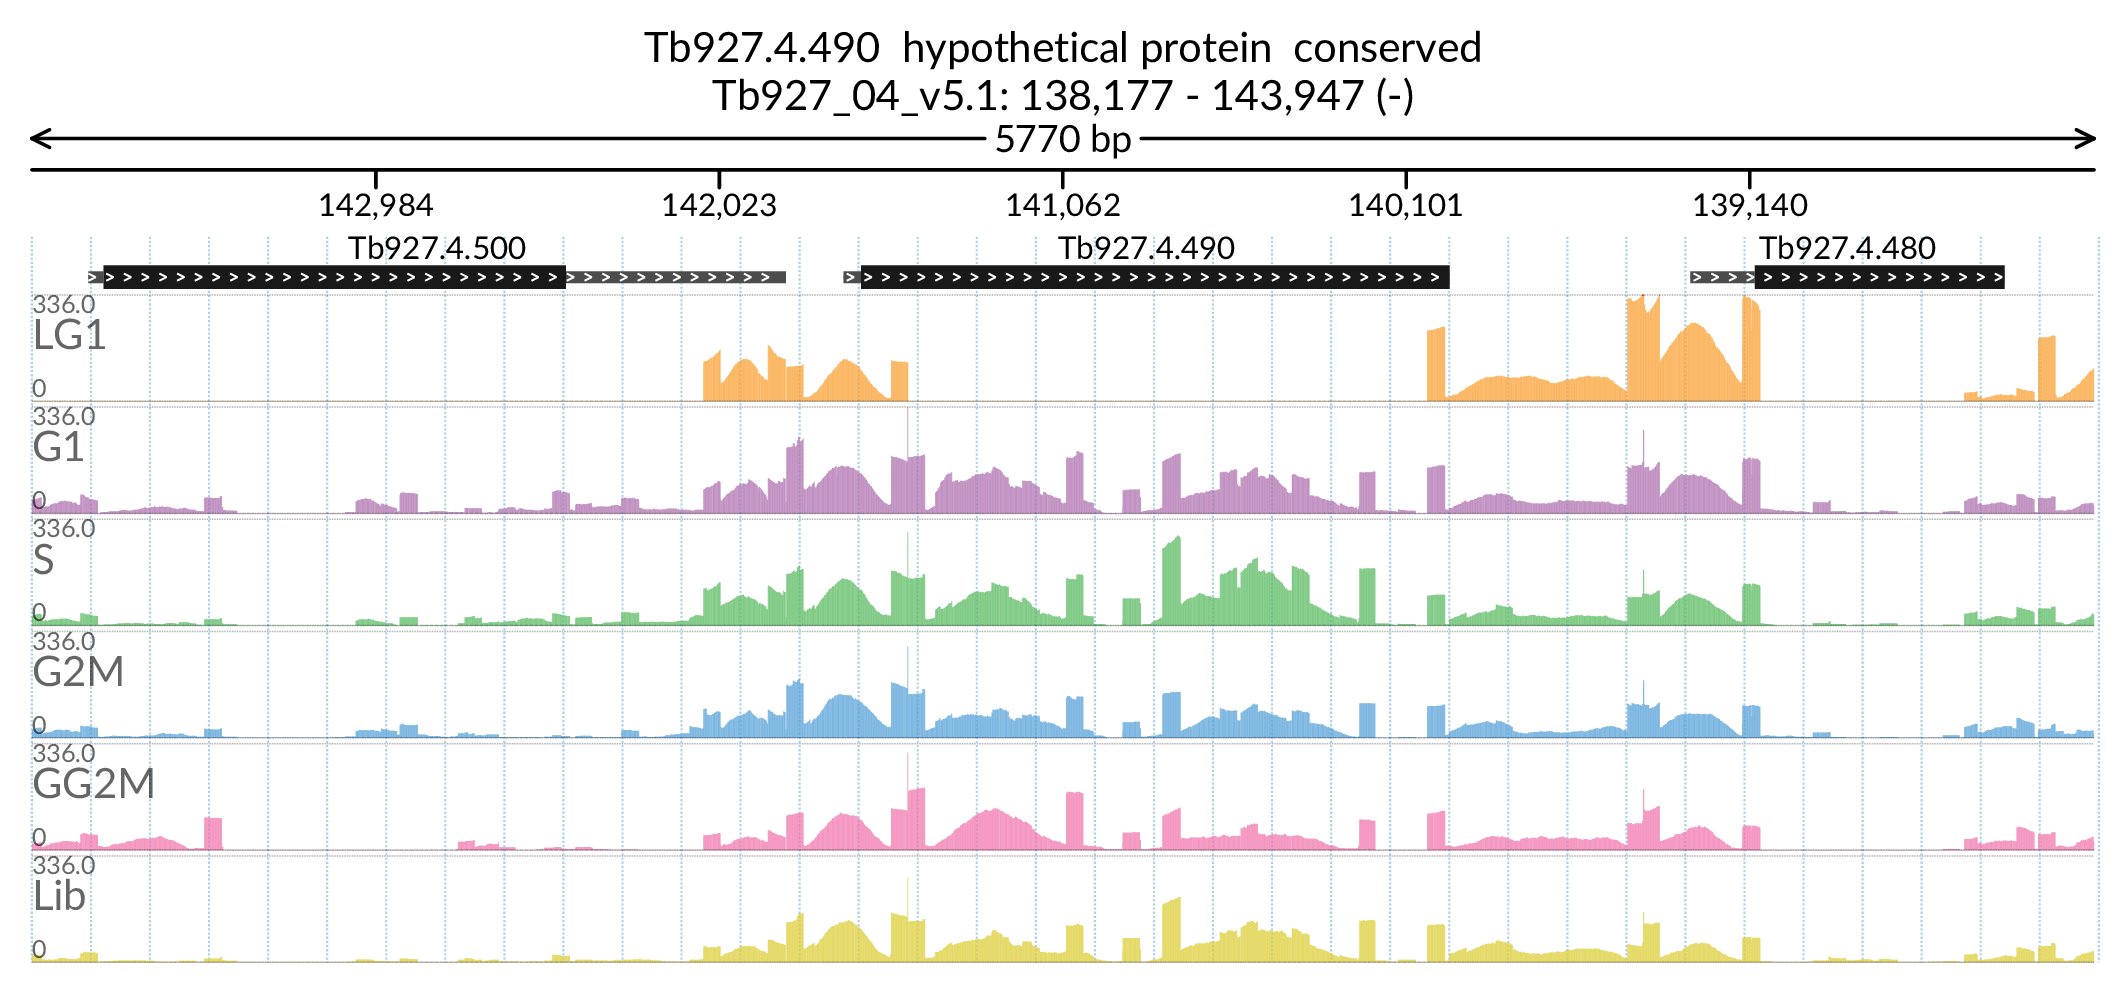 Tb927.4.490 hypothetical protein conserved
Tb927_04_v5.1: 138,177 - 143,947 (-)
5770 bp
142,984 142,023 141,062 140,101 139,140
Tb927.4.500 Tb927.4.490 Tb927.4.480
336.0
LG1
0
336.0
G1
0
336.0
S
0
336.0
G2M
0
336.0
GG2M
0
336.0
Lib
0